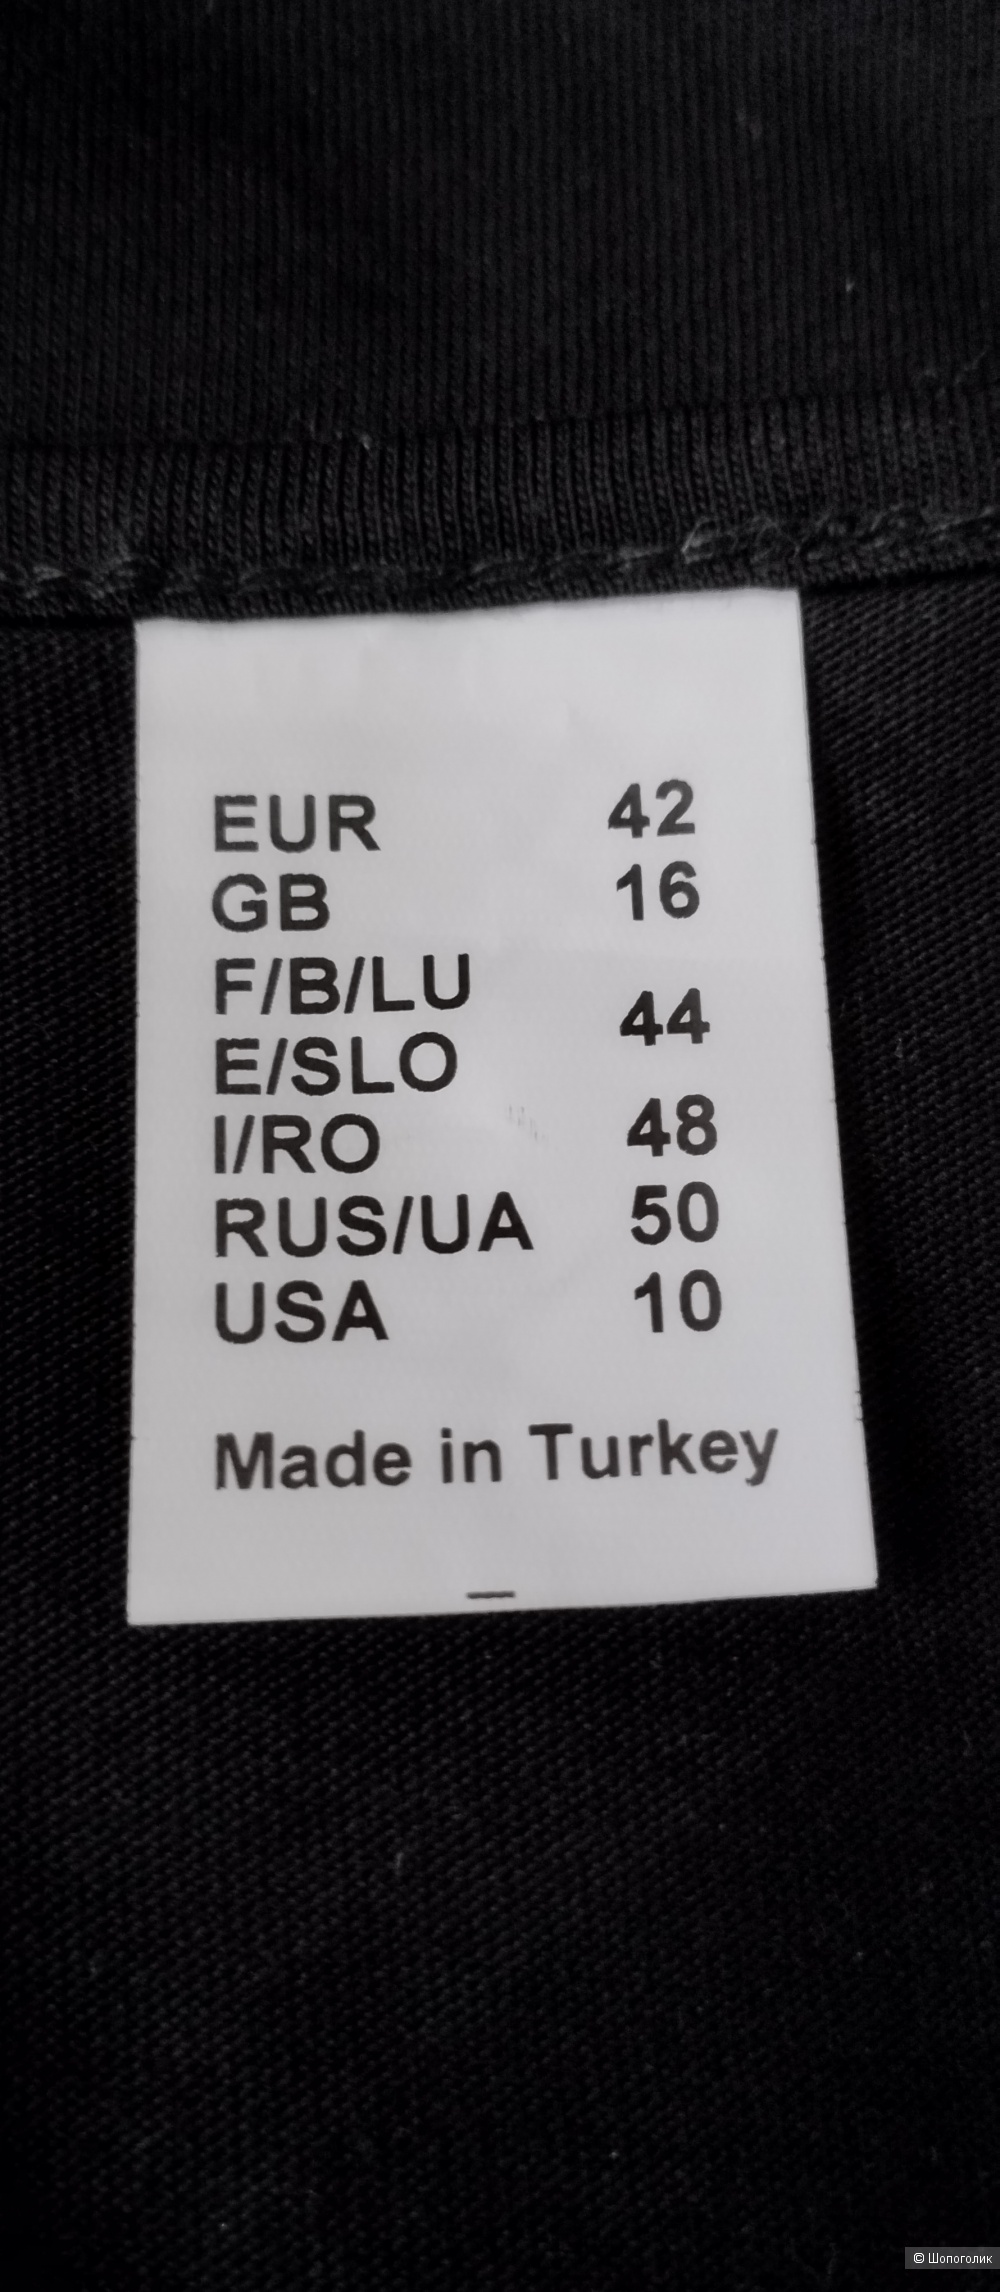 EUR 42
GB 16
F/B/LU
E/SLO 44
I/RO 48
RUS/UA 50
USA 10
Made in Turkey
© Шопоголик